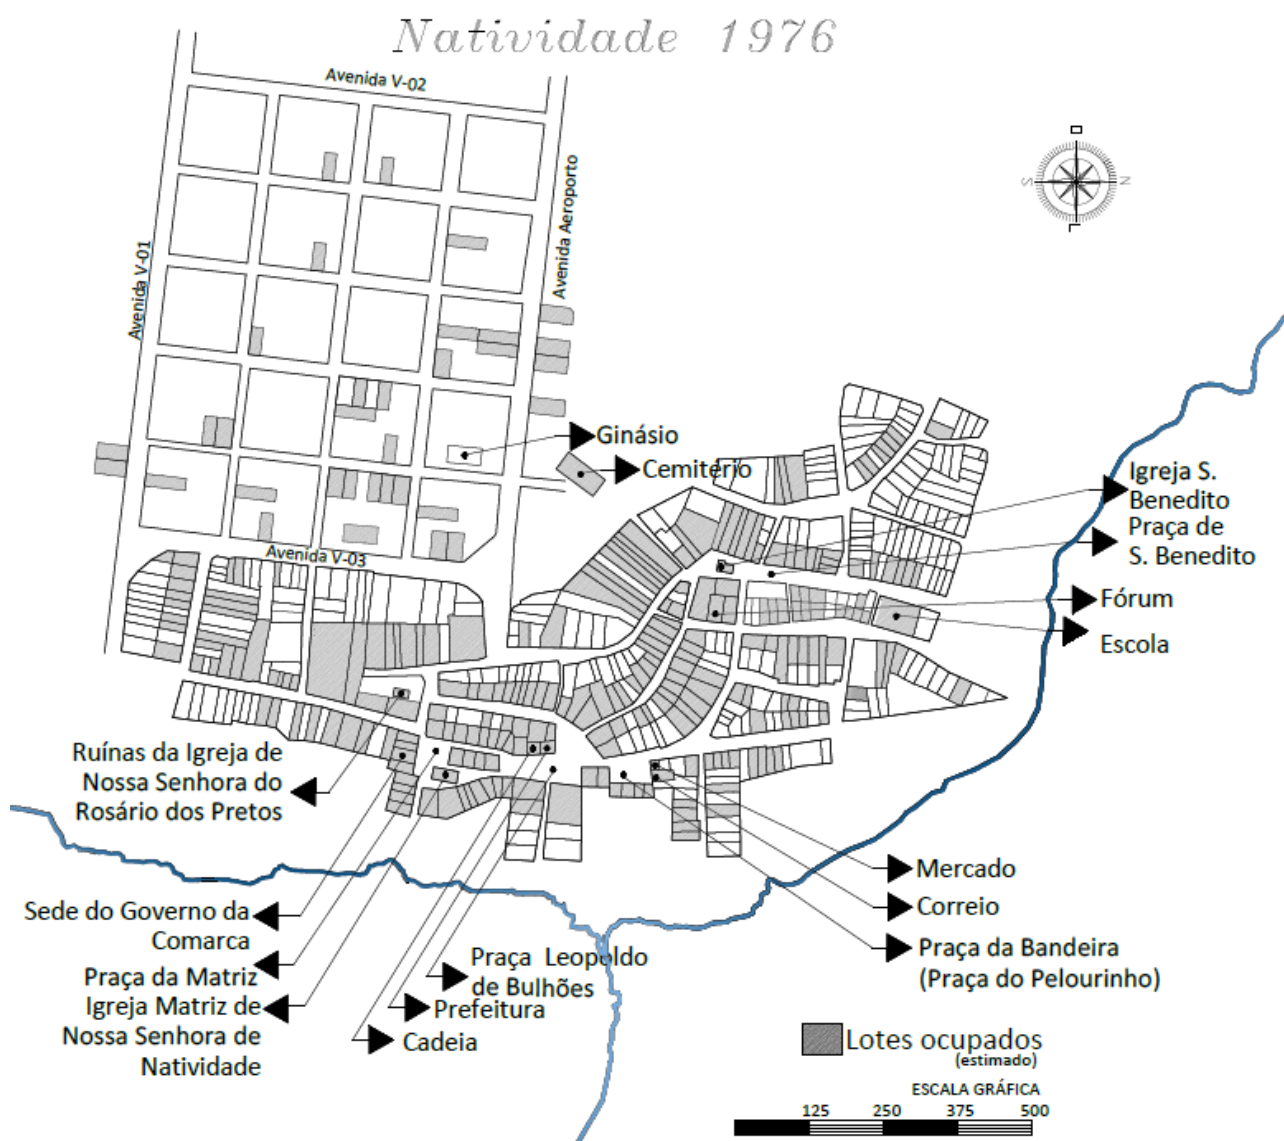 Natividade 1976
Avenida V-02
Avenida Aeroporto
Avenida V-01
O
S
N
L
Ginásio
Cemitério
Igreja S.
Benedito
Praça de
S. Benedito
Avenida V-03
Fórum
Escola
Ruínas da Igreja de
Nossa Senhora do
Rosário dos Pretos
Mercado
Sede do Governo da
Comarca
Correio
Praça da Bandeira
(Praça do Pelourinho)
Praça Leopoldo
de Bulhões
Praça da Matriz
Igreja Matriz de
Nossa Senhora de
Natividade
Prefeitura
Cadeia
Lotes ocupados
(estimado)
ESCALA GRÁFICA
125 250 375 500